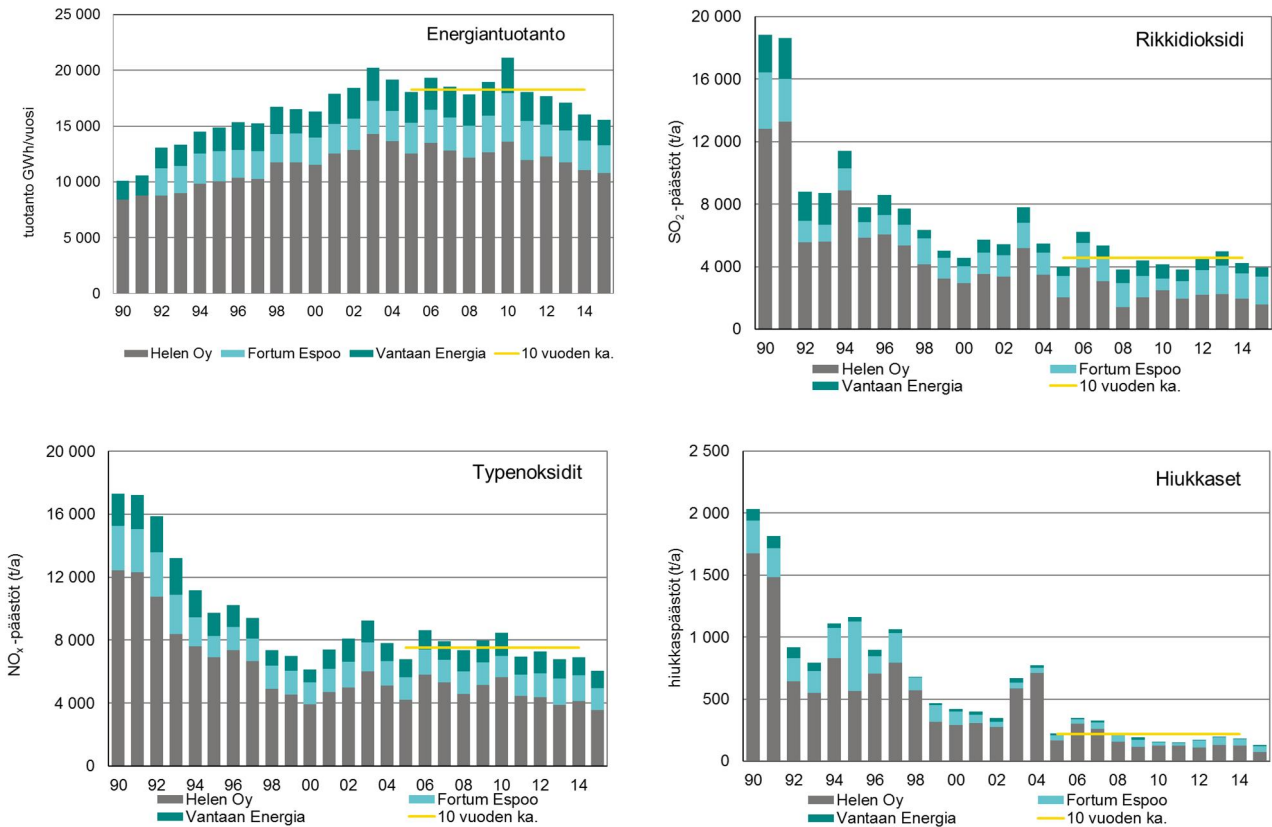 Energiantuotanto
tuotanto GWh/vuosi
25 000
20 000
15 000
10 000
5 000
0
90 92 94 96 98 00 02 04 06 08 10 12 14
Helen Oy Fortum Espoo Vantaan Energia 10 vuoden ka.
Rikkidioksidi
SO2 -päästöt (t/a)
20 000
16 000
12 000
8 000
4 000
0
90 92 94 96 98 00 02 04 06 08 10 12 14
Helen Oy Fortum Espoo
Vantaan Energia 10 vuoden ka.
Typenoksidit
NOx -päästöt (t/a)
20 000
16 000
12 000
8 000
4 000
0
90 92 94 96 98 00 02 04 06 08 10 12 14
Helen Oy Fortum Espoo
Vantaan Energia 10 vuoden ka.
Hiukkaset
hiukkaspäästöt (t/a)
2 500
2 000
1 500
1 000
500
0
90 92 94 96 98 00 02 04 06 08 10 12 14
Helen Oy Fortum Espoo
Vantaan Energia 10 vuoden ka.